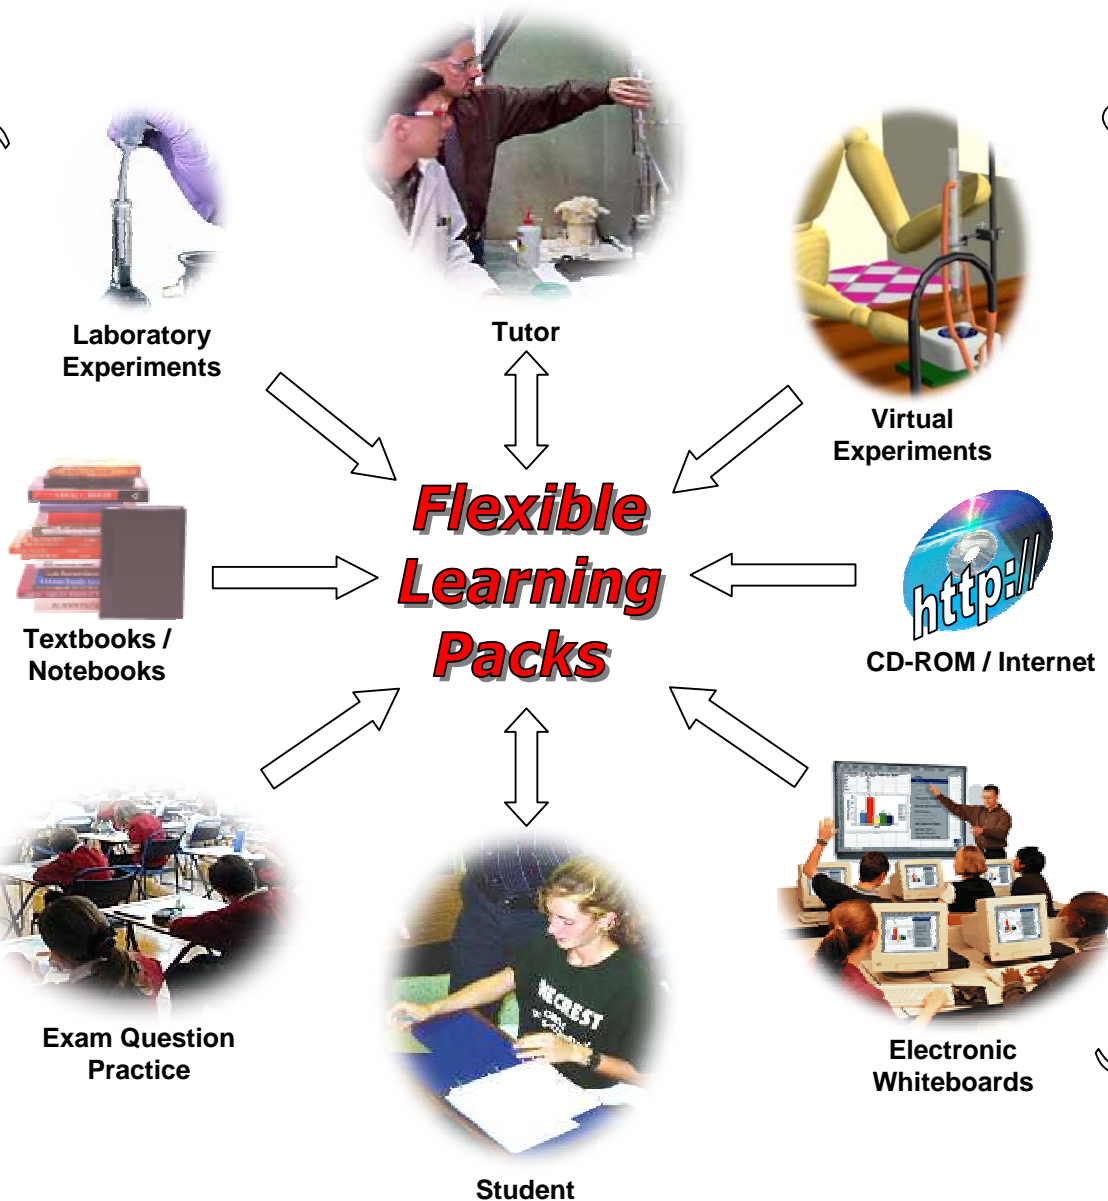 Tutor
Laboratory
Experiments
Virtual
Experiments
Flexible
Learning
Packs
http://
Textbooks /
Notebooks
CD-ROM / Internet
Exam Question
Practice
NECREST
Electronic
Whiteboards
Student